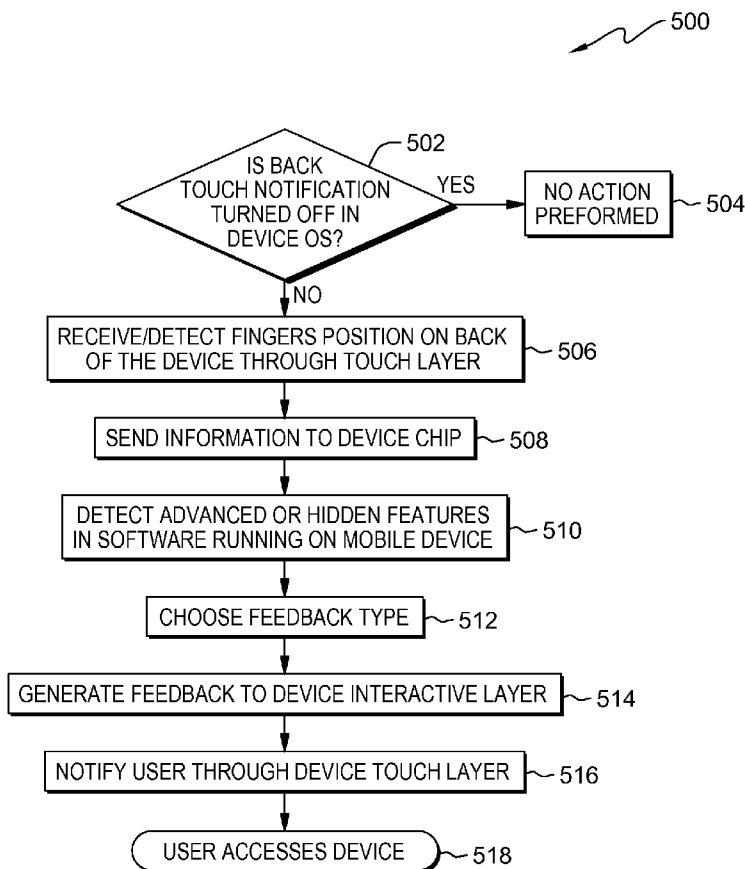 500
502
IS BACK
TOUCH NOTIFICATION
TURNED OFF IN
DEVICE OS?
YES
NO ACTION
PREFORMED
504
NO
RECEIVE/DETECT FINGERS POSITION ON BACK
OF THE DEVICE THROUGH TOUCH LAYER
506
SEND INFORMATION TO DEVICE CHIP
508
DETECT ADVANCED OR HIDDEN FEATURES
IN SOFTWARE RUNNING ON MOBILE DEVICE
510
CHOOSE FEEDBACK TYPE
512
GENERATE FEEDBACK TO DEVICE INTERACTIVE LAYER
514
NOTIFY USER THROUGH DEVICE TOUCH LAYER
516
USER ACCESSES DEVICE
518